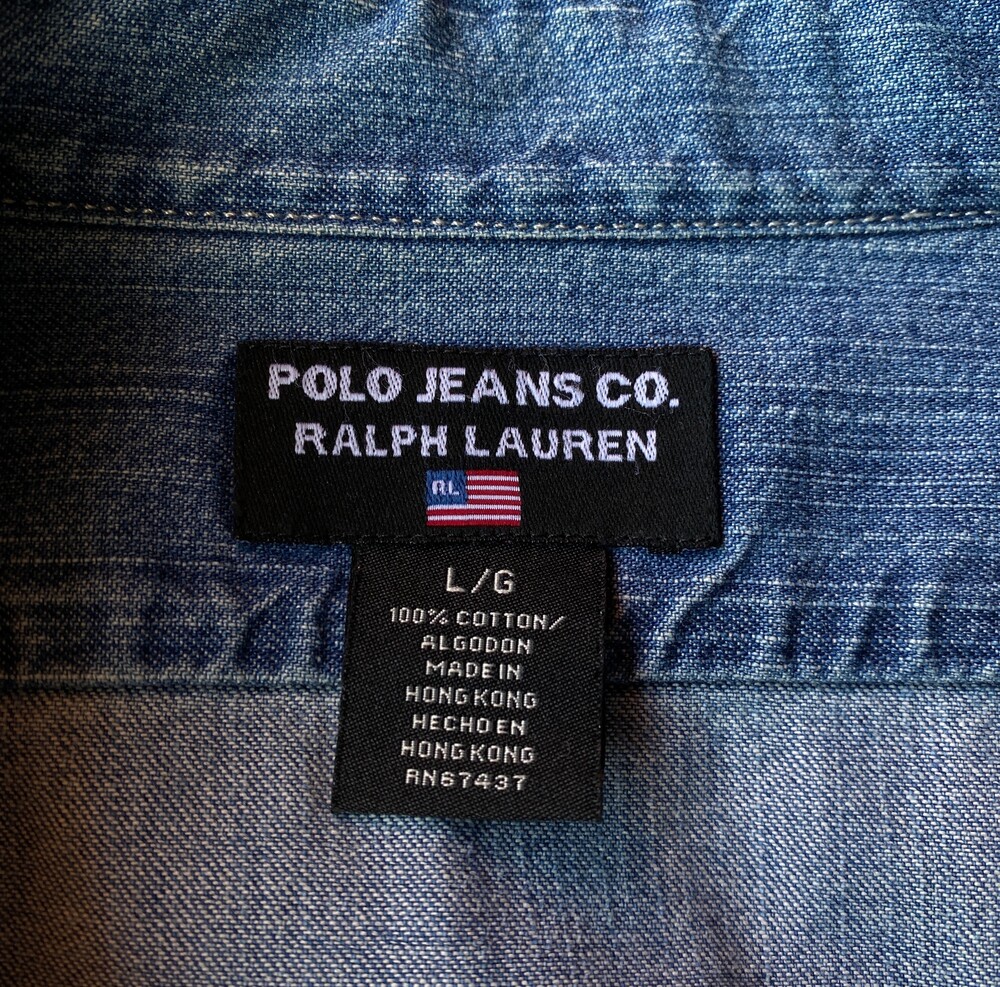 POLO JEANS CO.
RALPH LAUREN
RL
L/G
100% COTTON/
ALGODON
MADE IN
HONG KONG
HECHO EN
HONG KONG
RN67437